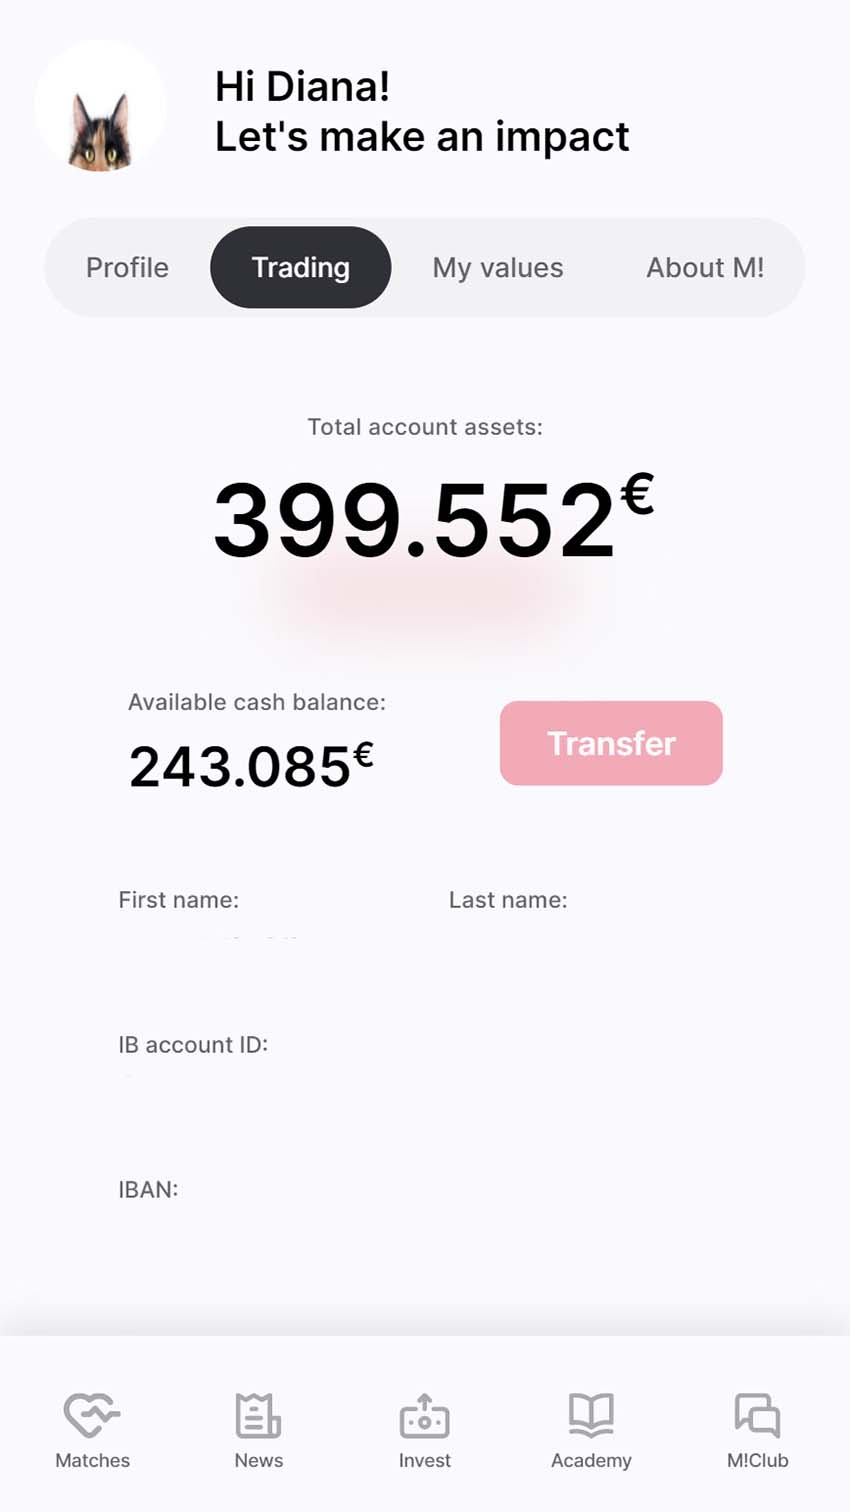 Hi Diana!
Let's make an impact
Profile
Trading
My values
About M!
Total account assets:
399.552€
Available cash balance:
243.085€
Transfer
First name:
Last name:
IB account ID:
IBAN:
Matches
News
Invest
Academy
M!Club